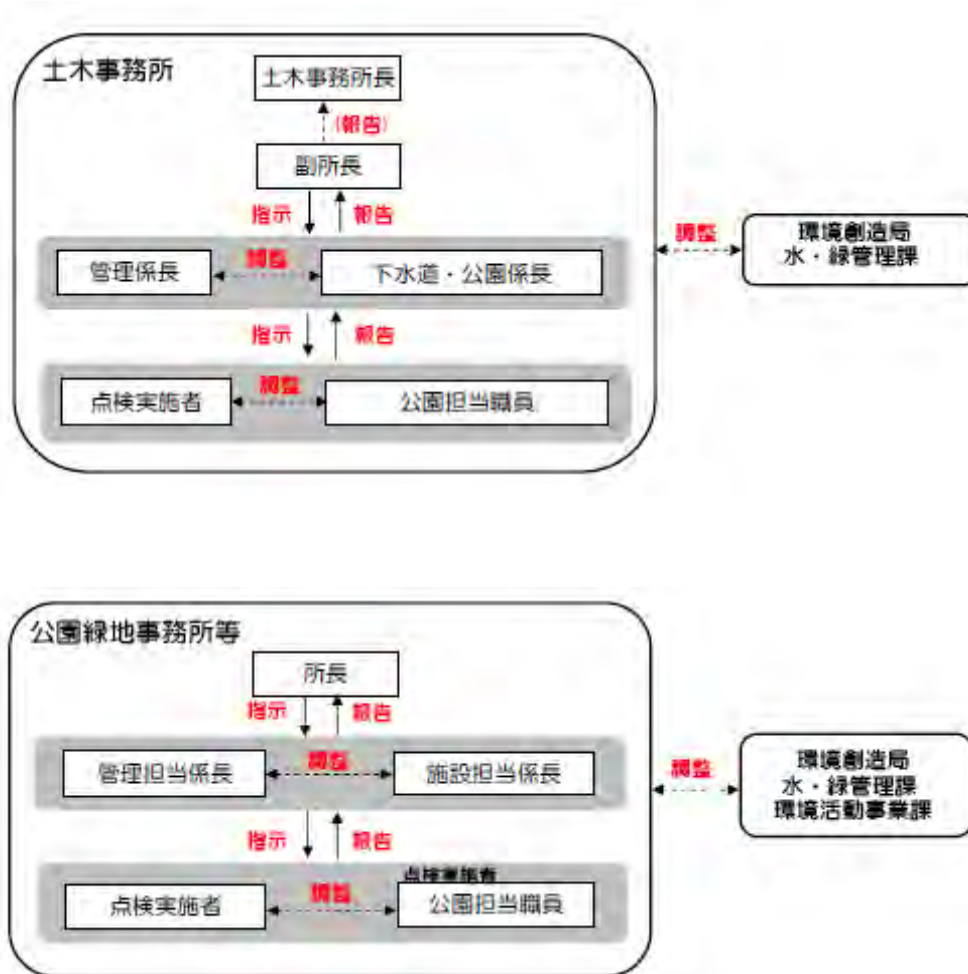 土木事務所
土木事務所長
(報告)
副所長
指示 報告
調整
環境創造局
水・緑管理課
管理係長 調整 下水道・公園係長
指示 報告
点検実施者 調整 公園担当職員
公園緑地事務所等
所長
指示 報告
管理担当係長 調整 施設担当係長
調整
環境創造局
水・緑管理課
環境活動事業課
指示 報告
点検実施者
点検実施者 調整 公園担当職員